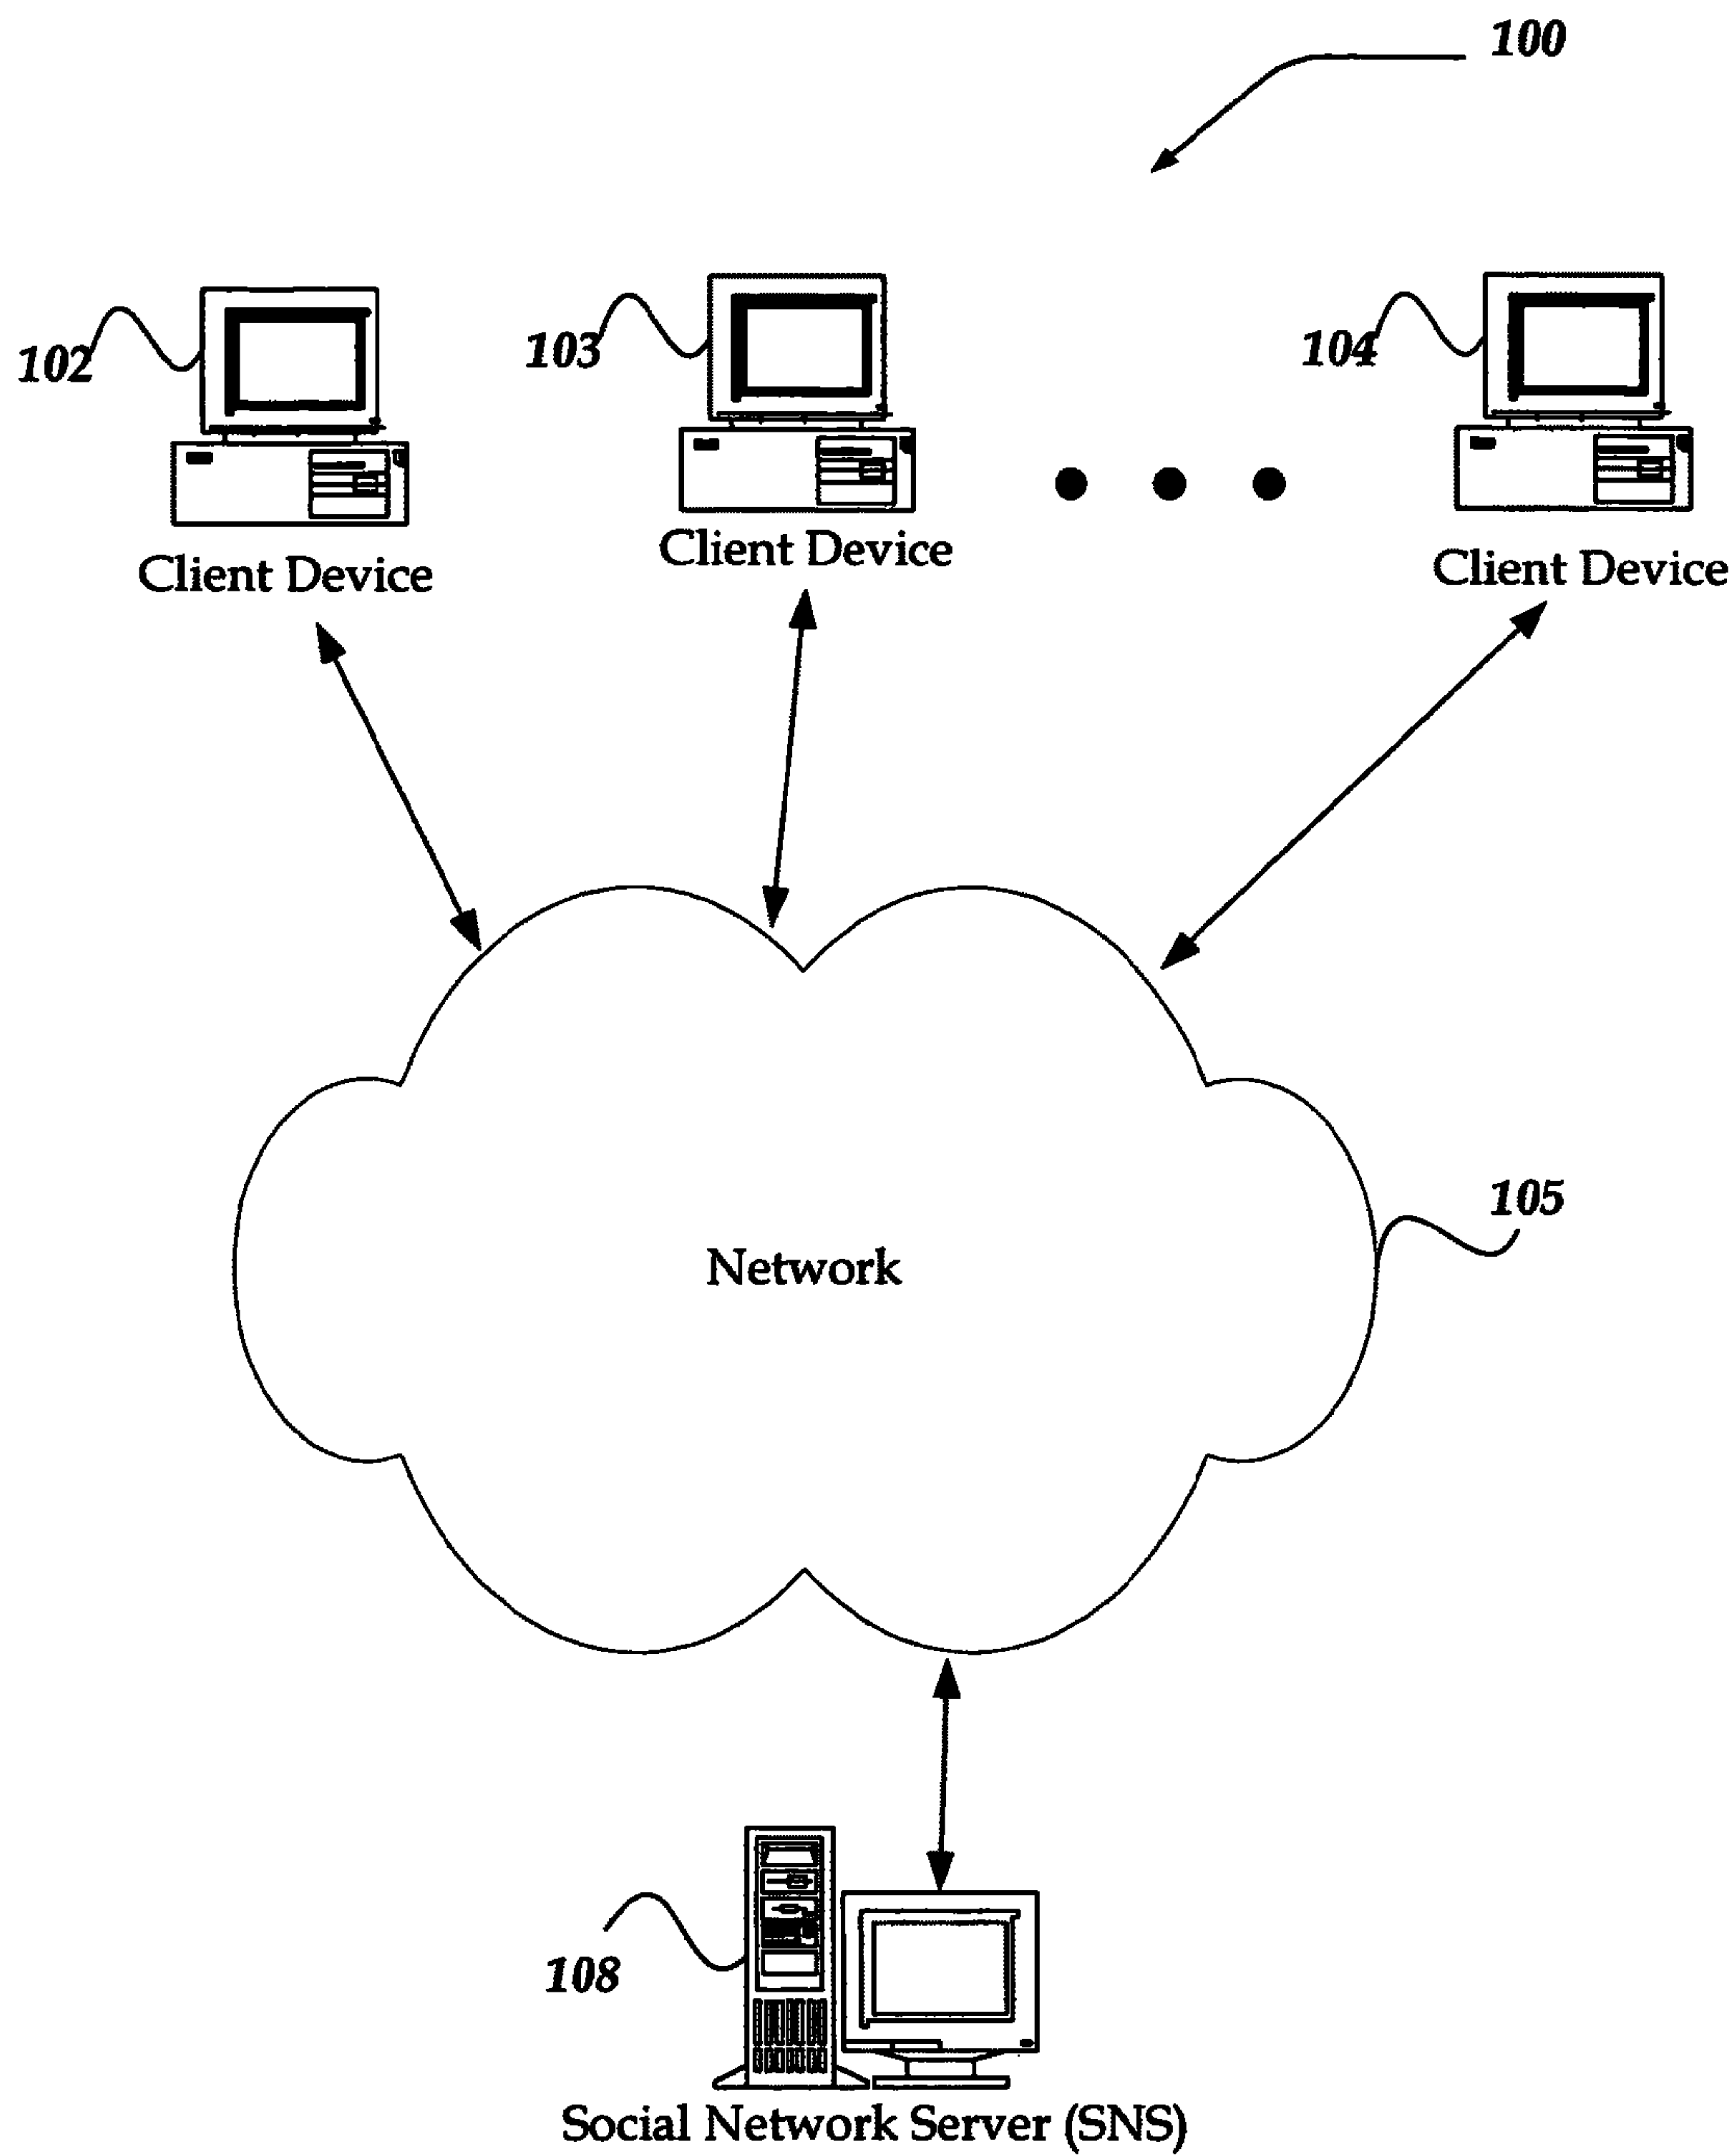 100
102
103
104
Client Device
Client Device
Client Device
Network
105
108
Social Network Server (SNS)